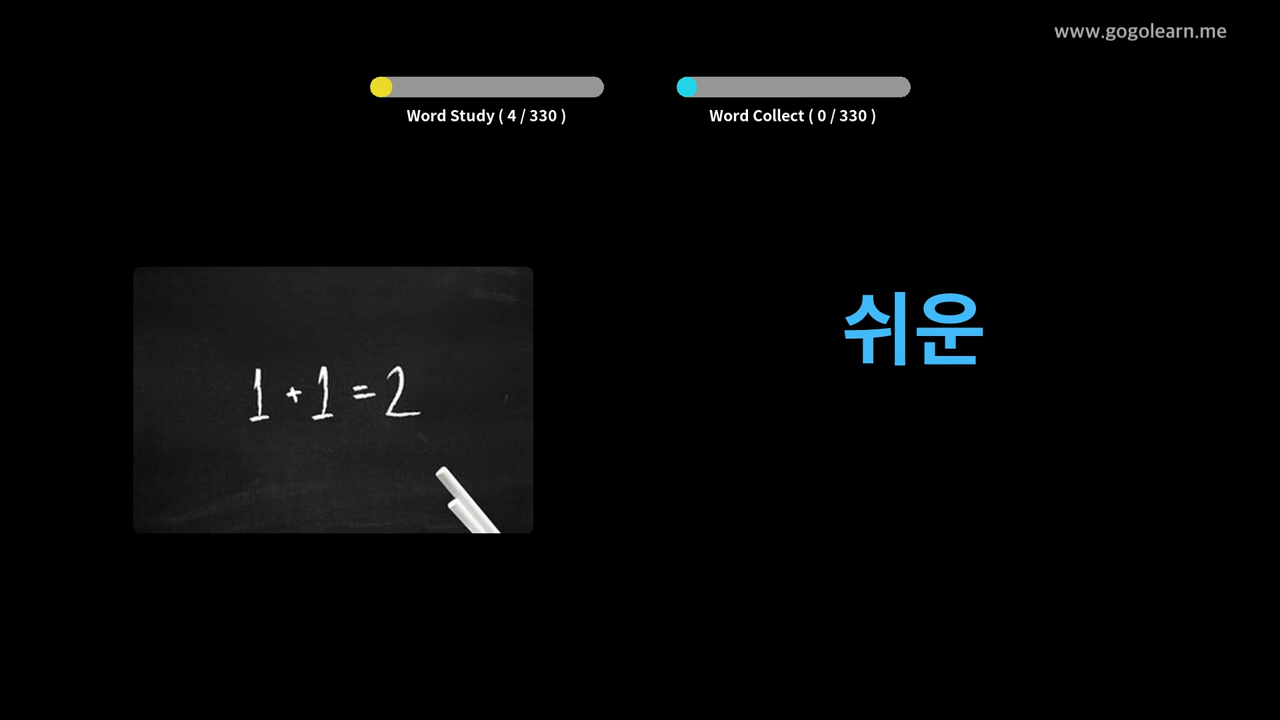 www.gogolearn.me
Word Study ( 4 / 330 )
Word Collect ( 0 / 330 )
쉬운
1 + 1 = 2